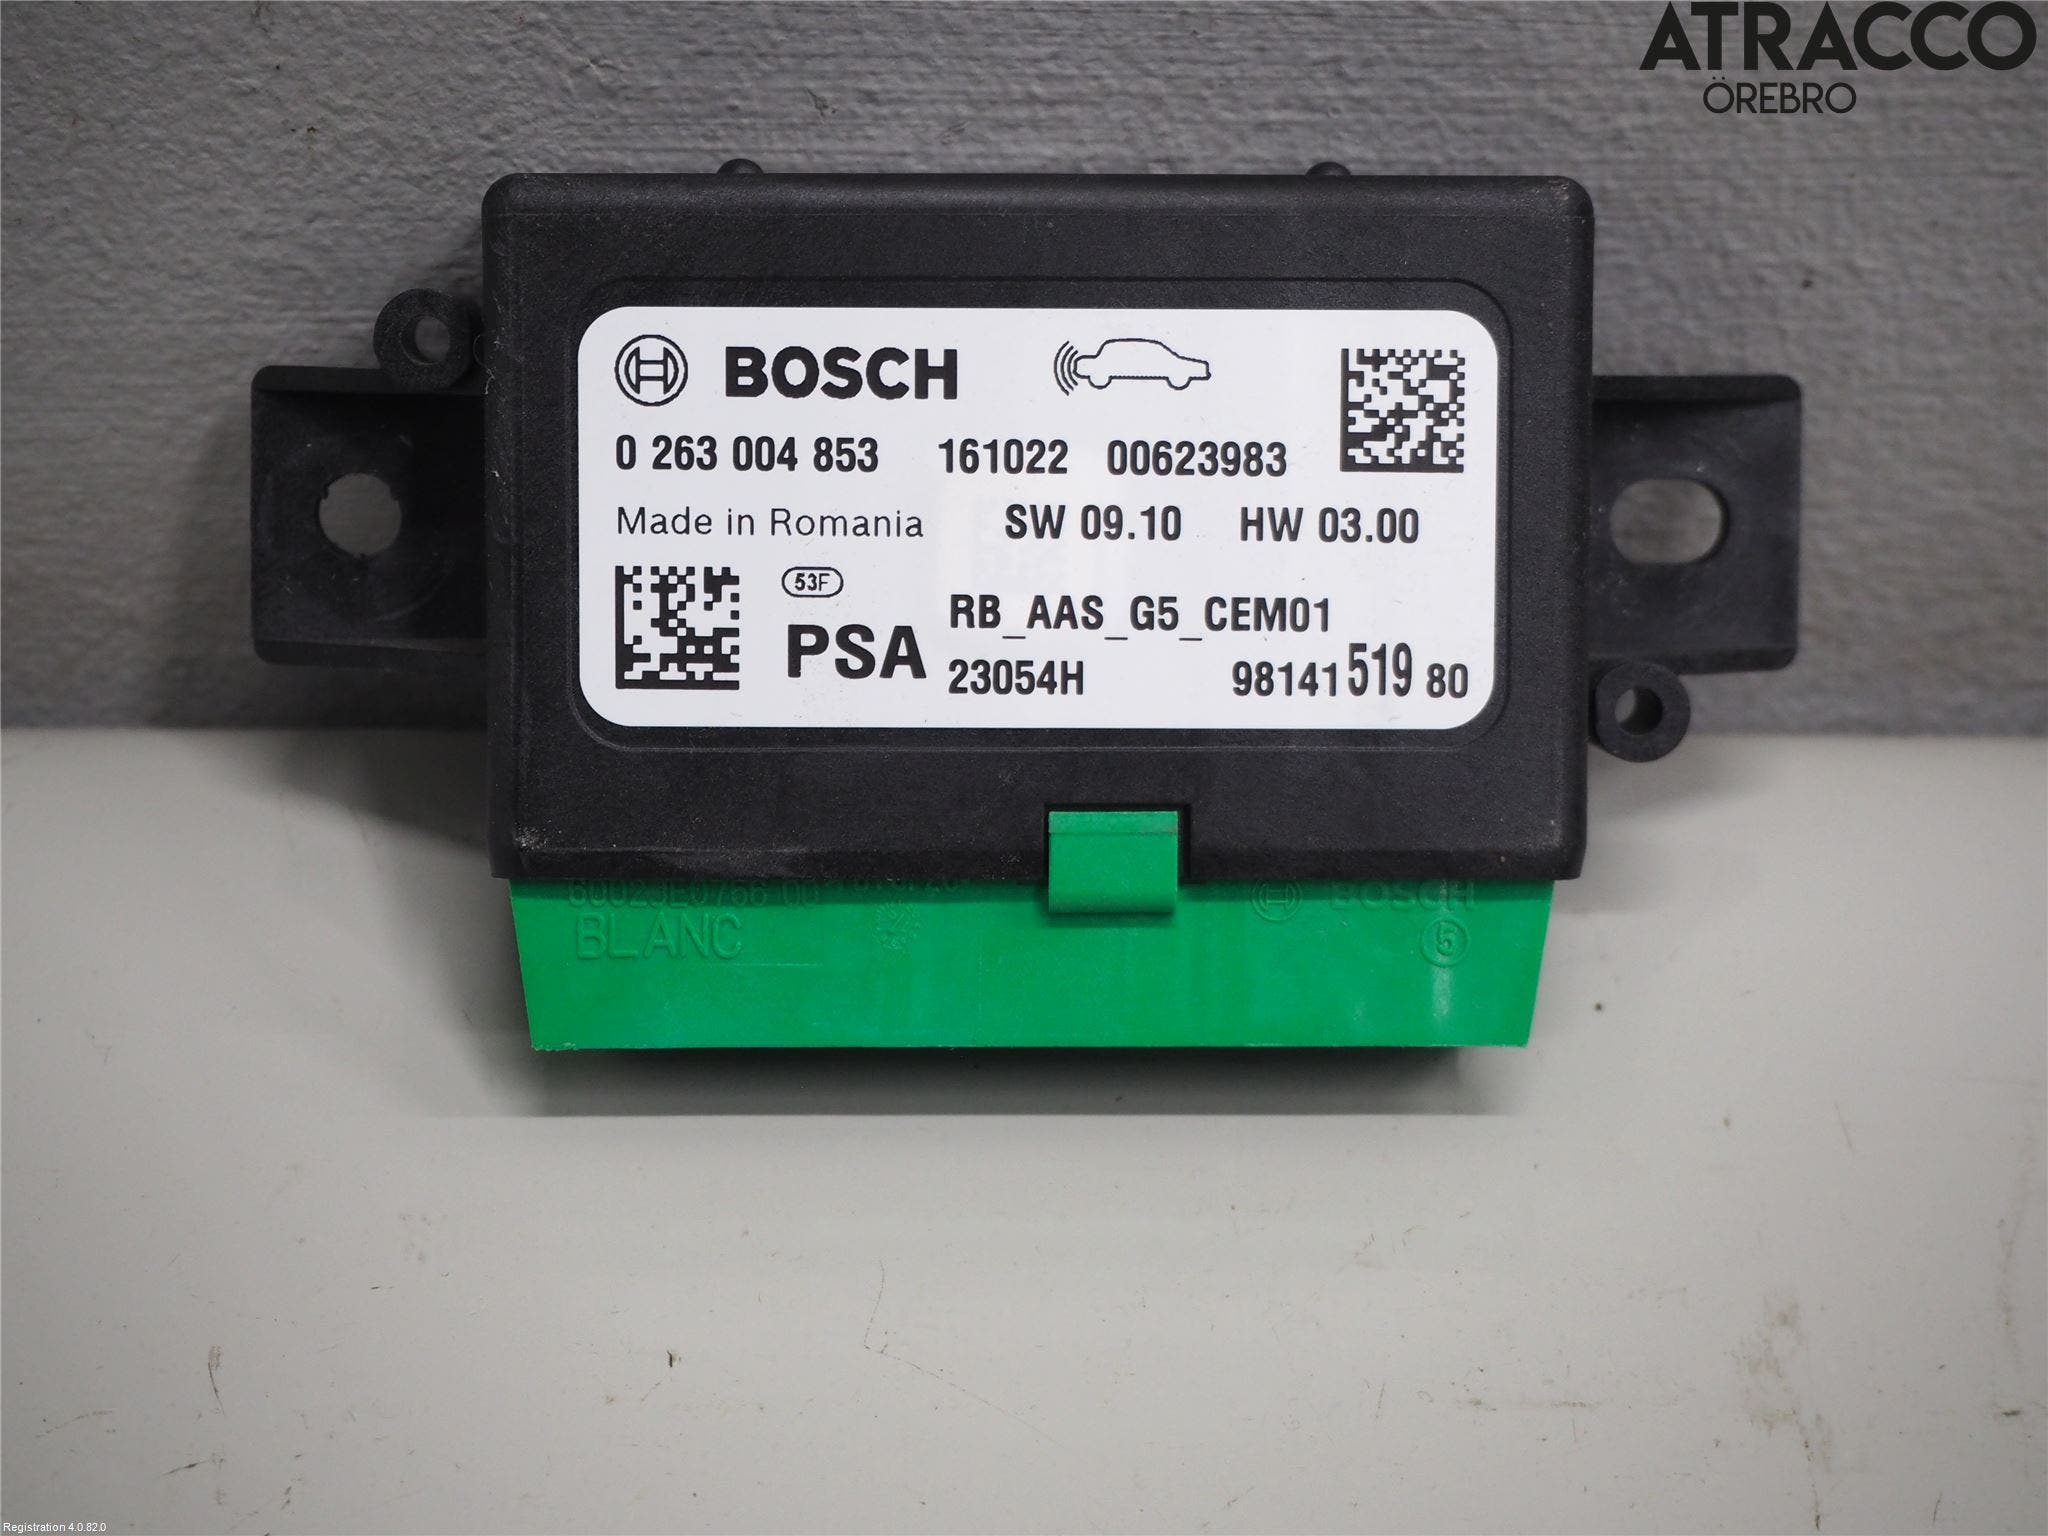 ATRACCO
ÖREBRO
BOSCH
0 263 004 853 161022 00623983
Made in Romania SW 09.10 HW 03.00
53F
PSA RB_AAS_G5_CEM01
23054H 98141 519 80
BOSCH
BLANC 5
Registration 4.0.82.0